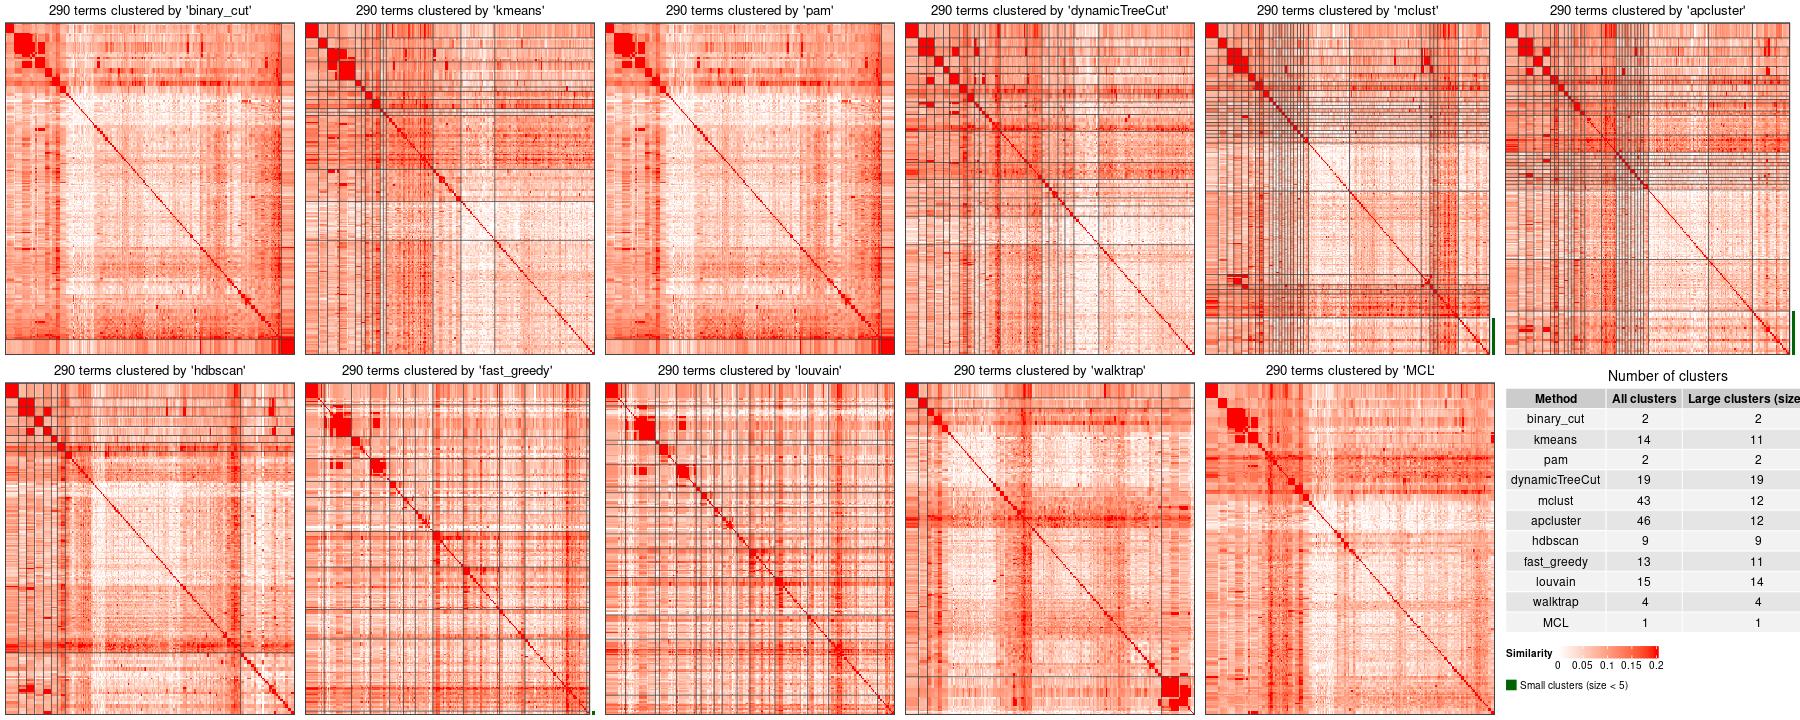 290 terms clustered by 'binary_cut'
290 terms clustered by 'kmeans'
290 terms clustered by 'pam'
290 terms clustered by 'dynamicTreeCut'
290 terms clustered by 'mclust'
290 terms clustered by 'apcluster'
290 terms clustered by 'hdbscan'
290 terms clustered by 'fast_greedy'
290 terms clustered by 'louvain'
290 terms clustered by 'walktrap'
290 terms clustered by 'MCL'
Number of clusters
Method All clusters Large clusters (size
binary_cut 2 2
kmeans 14 11
pam 2 2
dynamicTreeCut 19 19
mclust 43 12
apcluster 46 12
hdbscan 9 9
fast_greedy 13 11
louvain 15 14
walktrap 4 4
MCL 1 1
Similarity
0 0.05 0.1 0.15 0.2
Small clusters (size < 5)